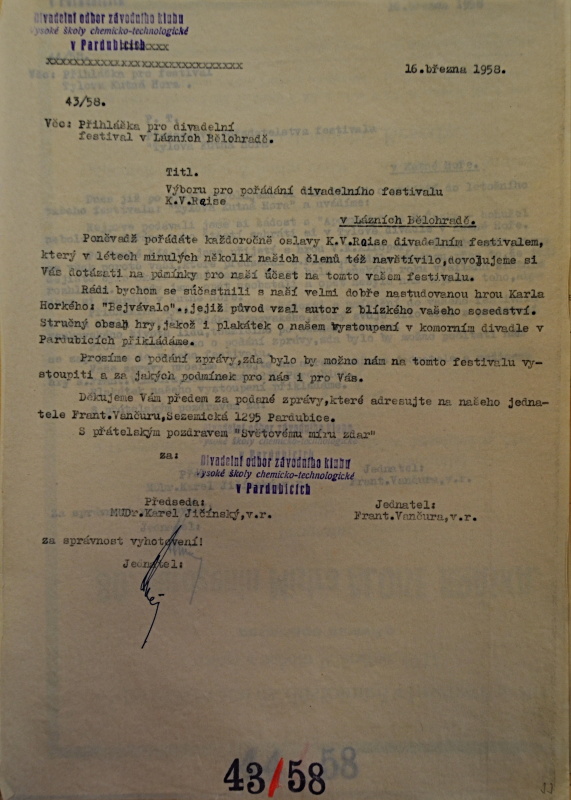 Divadelní odbor závodního klubu
vysoké školy chemicko-technologické
v Pardubicích xxxx
xxxxxxxxxxxxxxxxxxxxxxxxxxxx
16.března 1958.
43/58.
Věc: Přihláška pro divadelní
festival v Lázních Bělohradě.
Titl.
Výboru pro pořádání divadelního festivalu
K.V.Raise
v Lázních Bělohradě.
Poněvadž pořádáte každoročně oslavy K.V.Raise divadelním festivalem,
který v létech minulých několik našich členů též navštívilo,dovolujeme si
Vás dotázati na pdmínky pro naší účast na tomto vašem festivalu.
Rádi bychom se súčastnili s naší velmi dobře nastudovanou hrou Karla
Horkého: "Bejvávalo".,jejiž původ vzal autor z blízkého vašeho sosedství.
Stručný obsah hry,jakož i plakátek o našem vystoupení v komorním divadle v
Pardubicích přikládáme.
Prosíme o podání zprávy,zda bylo by možno nám na tomto festivalu vy-
stoupiti a za jakých podmínek pro nás i pro Vás.
Děkujeme Vám předem za podané zprávy,které adresujte na našeho jedna-
tele Frant.Vančuru,Sezemická 1295 Pardubice.
S přátelským pozdravem "Světovému míru zdar"
za:
Divadelní odbor závodního klubu
vysoké školy chemicko-technologické
v Pardubicích
Předseda:
MUDr.Karel Jičínský,v.r.
Jednatel:
Frant.Vančura,v.r.
za správnost vyhotovení!
Jednatel:
43/58